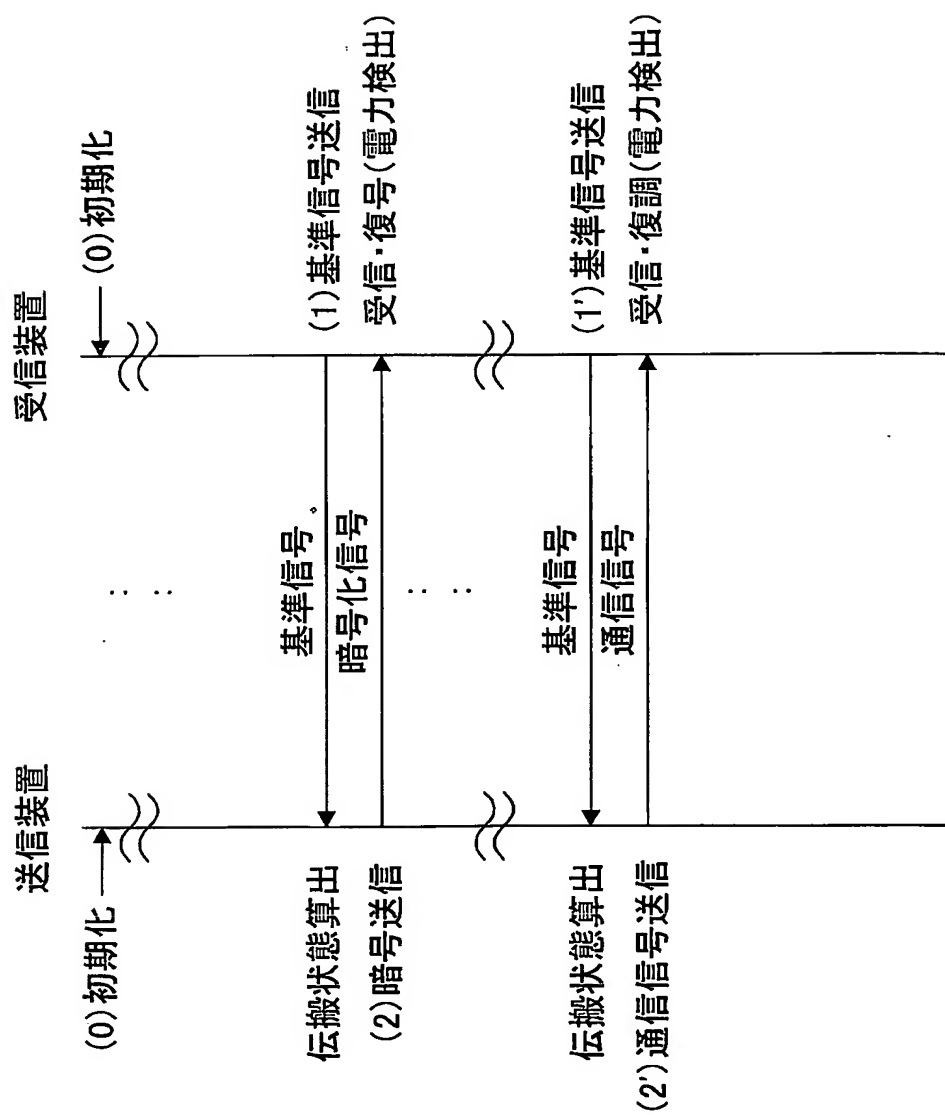 送信装置
受信装置
(0)初期化
(0)初期化
伝搬状態算出
基準信号
(1)基準信号送信
(2)暗号送信
暗号化信号
受信・復号(電力検出)
伝搬状態算出
基準信号
(1')基準信号送信
(2')通信信号送信
通信信号
受信・復調(電力検出)